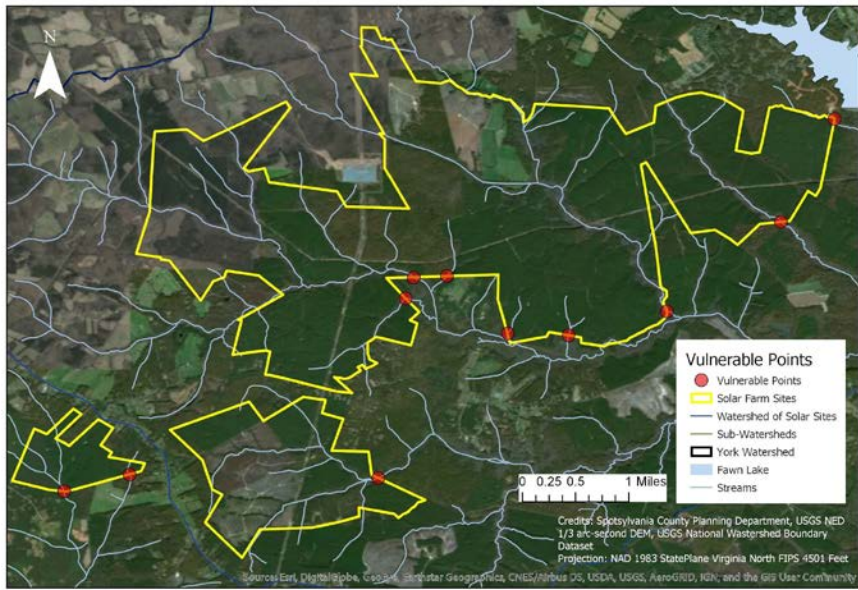 N
Vulnerable Points
Vulnerable Points
Solar Farm Sites
Watershed of Solar Sites
Sub-Watersheds
York Watershed
Fawn Lake
Streams
0 0.25 0.5 1 Miles
Credits: Spotsylvania County Planning Department, USGS NED
1/3 arc-second DEM, USGS National Wastershed Boundary
Dataset
Projection: NAD 1983 StatePlane Virginia North FIPS 4501 Feet
Source: Esri, DigitalGlobe, GeoEye, Earthstar Geographics, CNES/Airbus DS, USDA, USGS, AeroGRID, IGN, and the GIS User Community